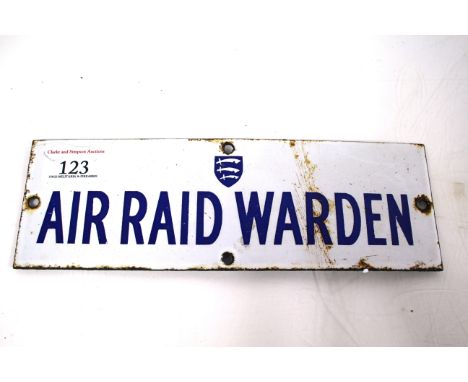 Clarke and Simpson Auctions
123
AIR RAID WARDEN